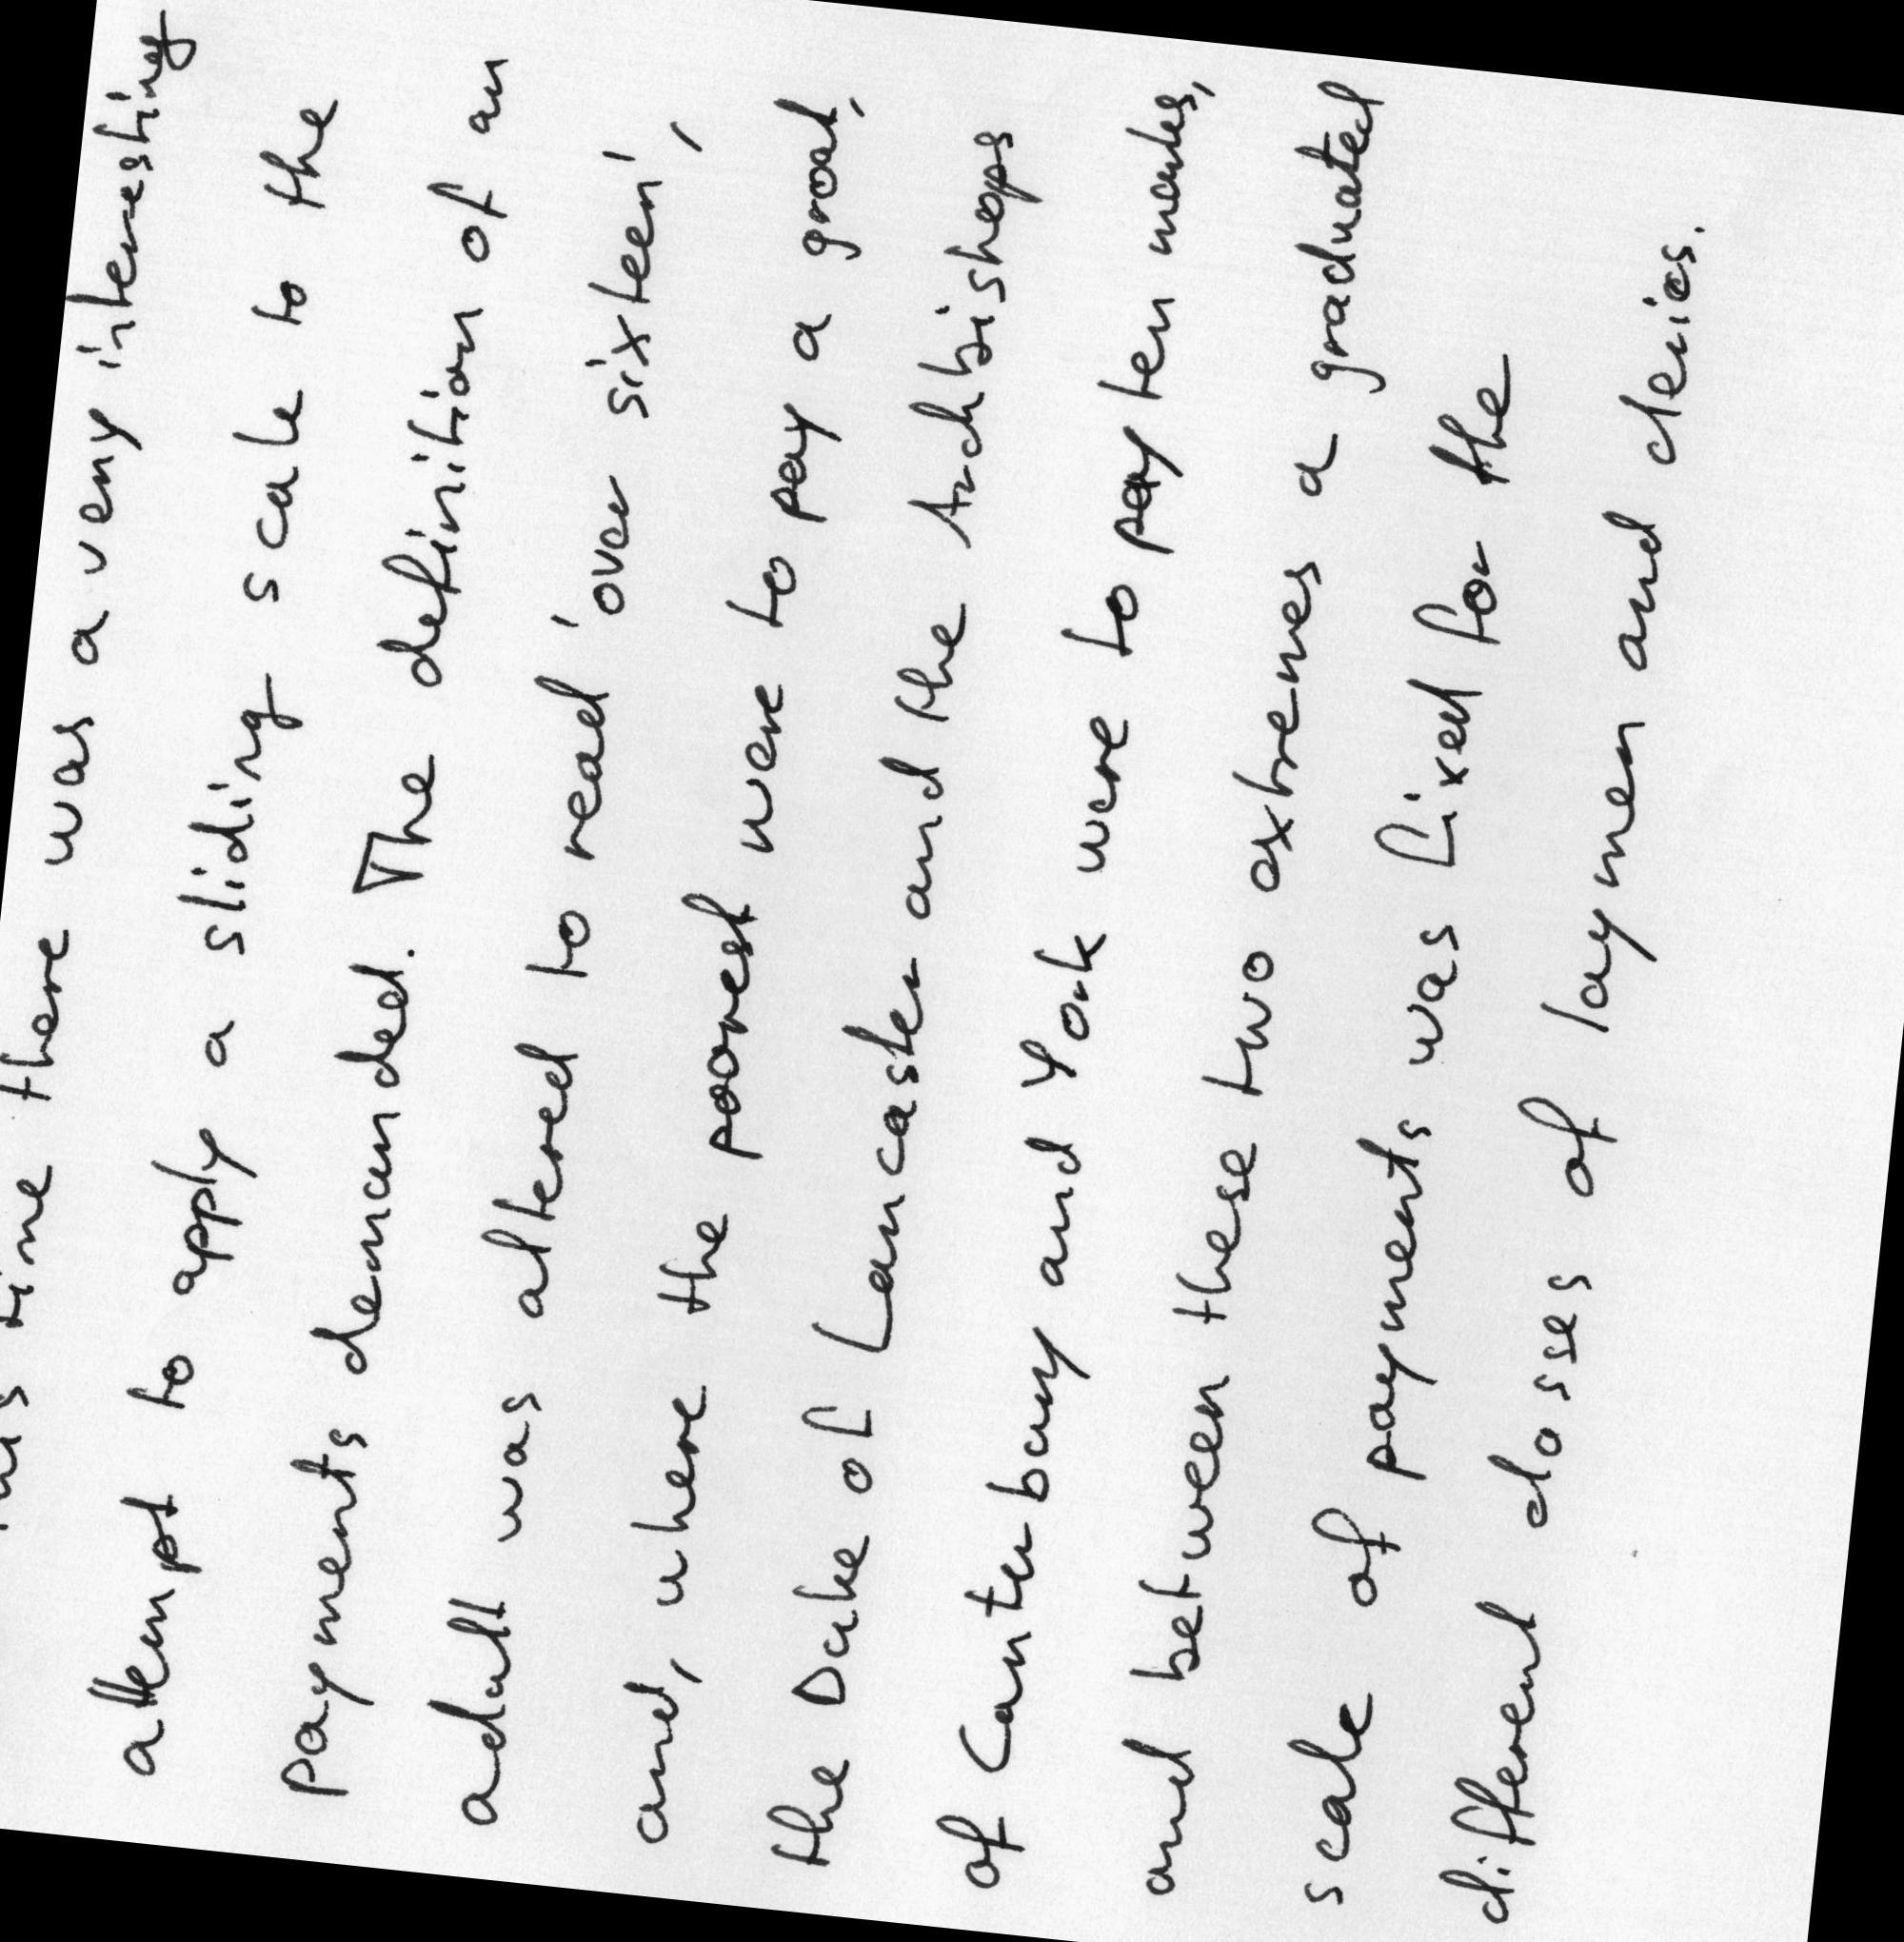 this time there was a very interesting
attempt to apply a sliding scale to the
payments demanded. The definition of an
adult was altered to read 'over sixteen',
and, where the poorest were to pay a groat,
the Duke of Lancaster and the Archbishops
of Canterbury and York were to pay ten marks,
and between these two extremes a graduated
scale of payments was fixed for the
different classes of laymen and clerics.